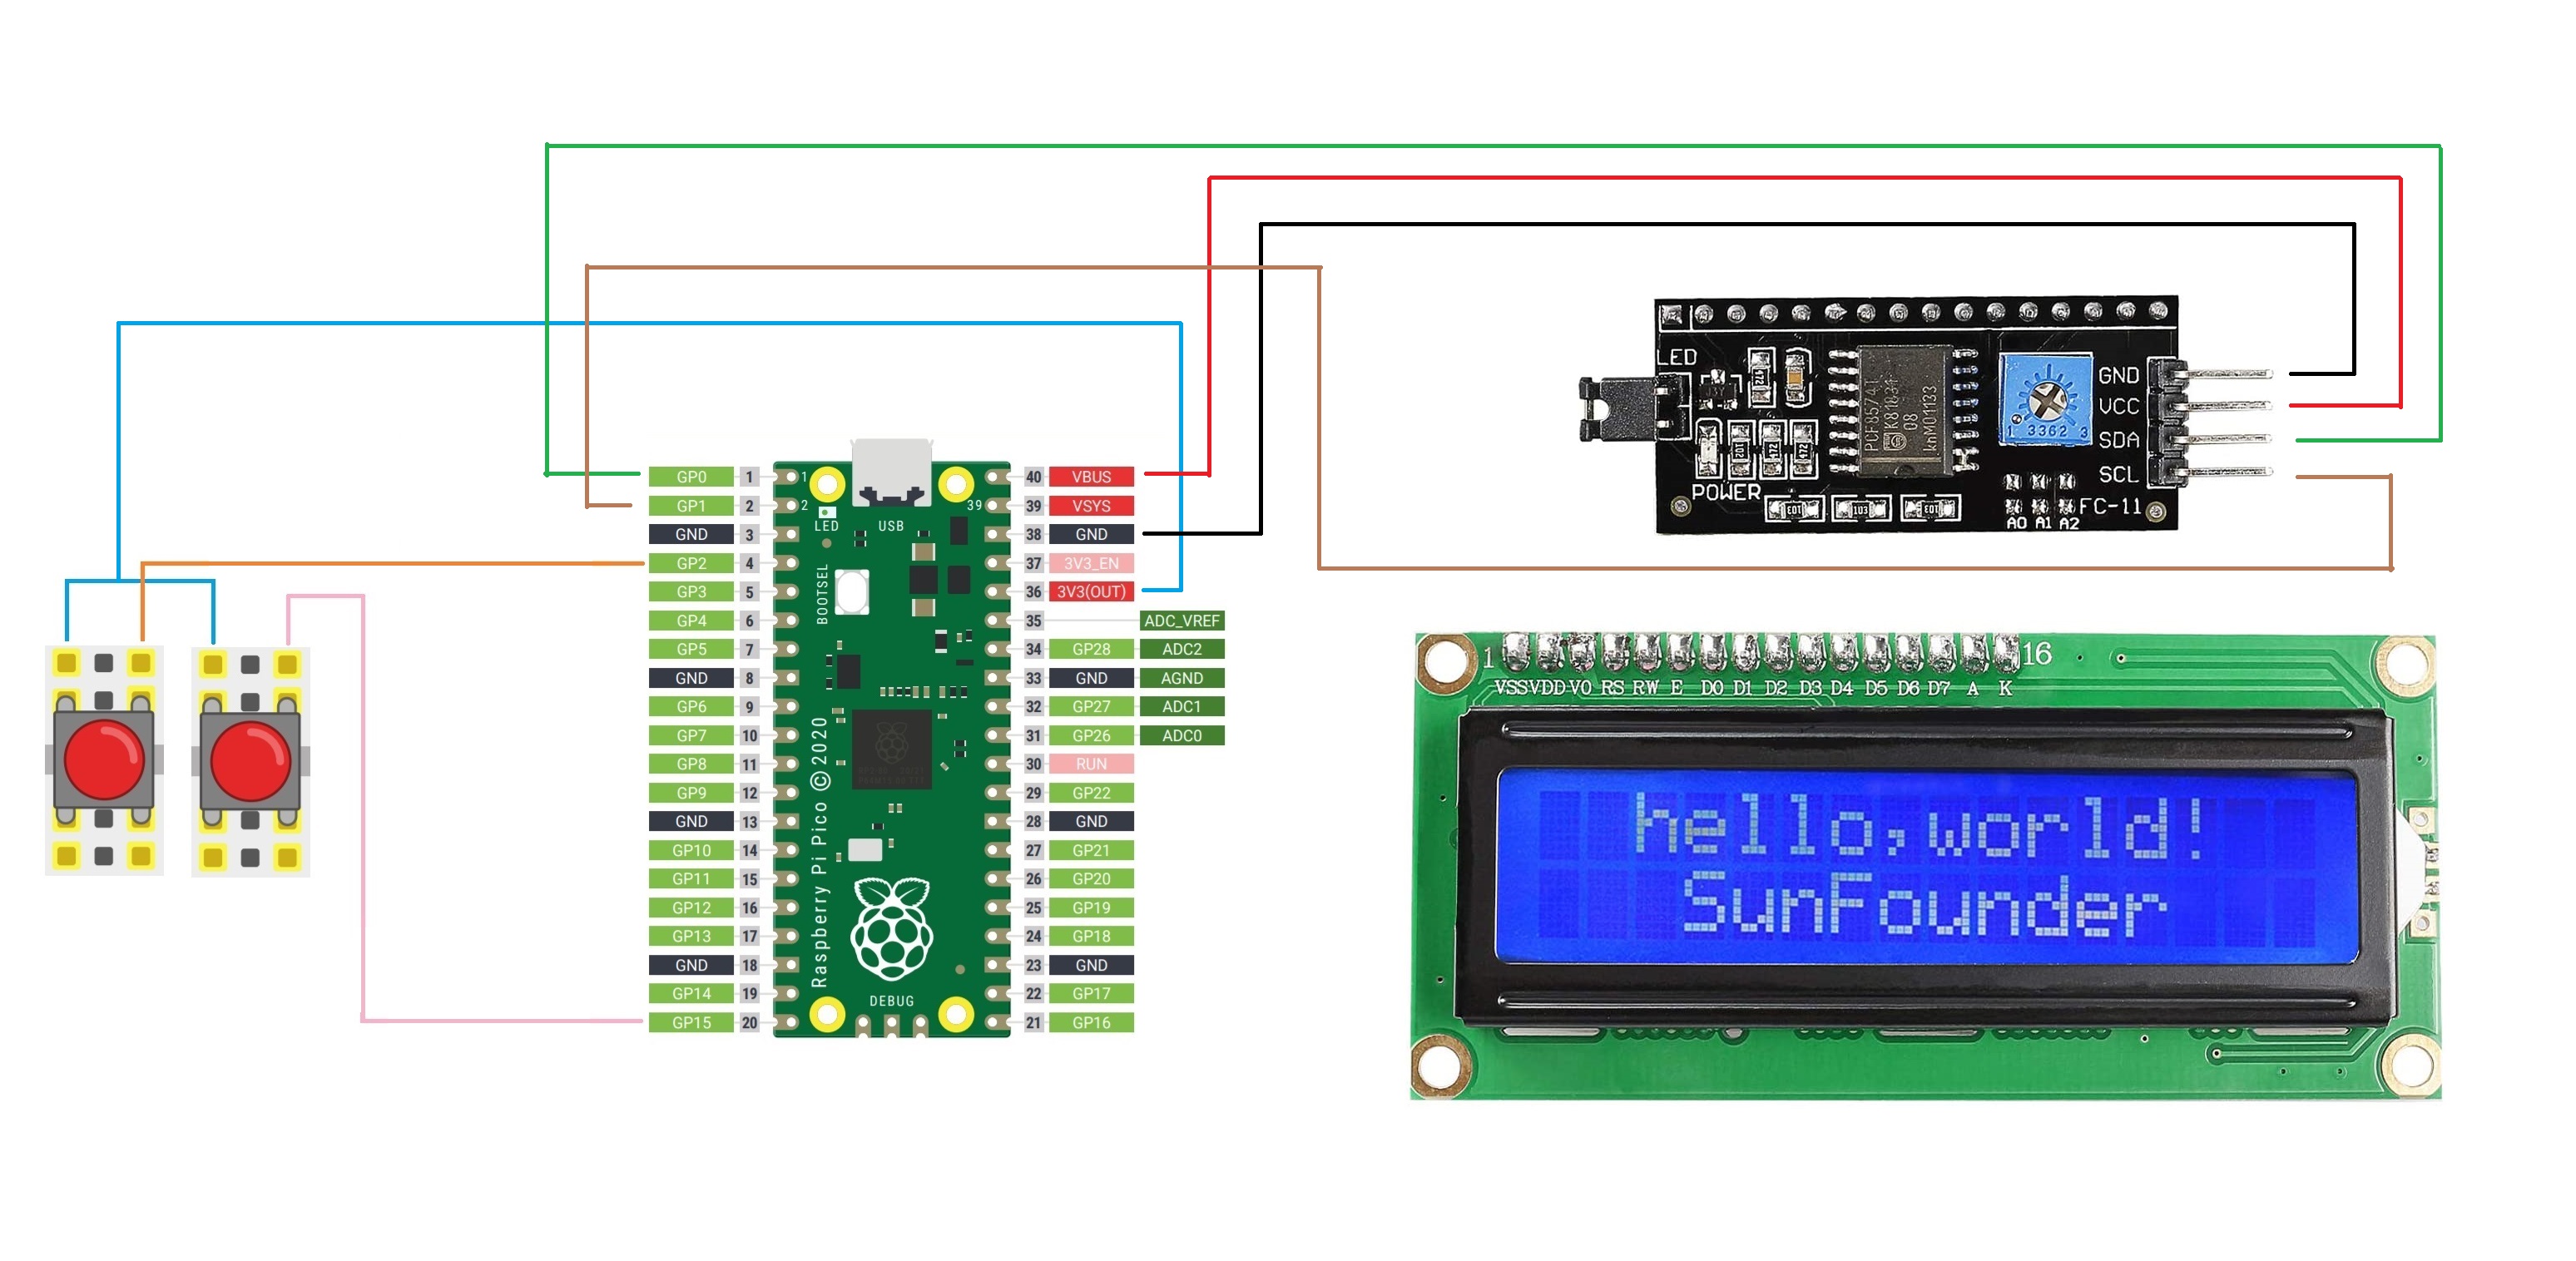 LED
GND
VCC
SDA
SCL
POWER
PCF8574T
08
1 3362 3
472
103
103
A0 A1 A2
FC-11
GP0 1 1 40 VBUS
GP1 2 2 39 39 VSYS
LED USB
GND 3 38 GND
GP2 4 37 3V3_EN
GP3 5 36 3V3(OUT)
BOOTSEL
GP4 6 35 ADC_VREF
GP5 7 34 GP28 ADC2
GND 8 33 GND AGND
GP6 9 32 GP27 ADC1
GP7 10 31 GP26 ADC0
GP8 11 30 RUN
GP9 12 29 GP22
GND 13 28 GND
GP10 14 27 GP21
GP11 15 26 GP20
GP12 16 25 GP19
GP13 17 24 GP18
GND 18 23 GND
GP14 19 22 GP17
GP15 20 21 GP16
Raspberry Pi Pico © 2020
DEBUG
1 16
VSS VDD V0 RS RW E D0 D1 D2 D3 D4 D5 D6 D7 A K
hello,world!
SunFounder